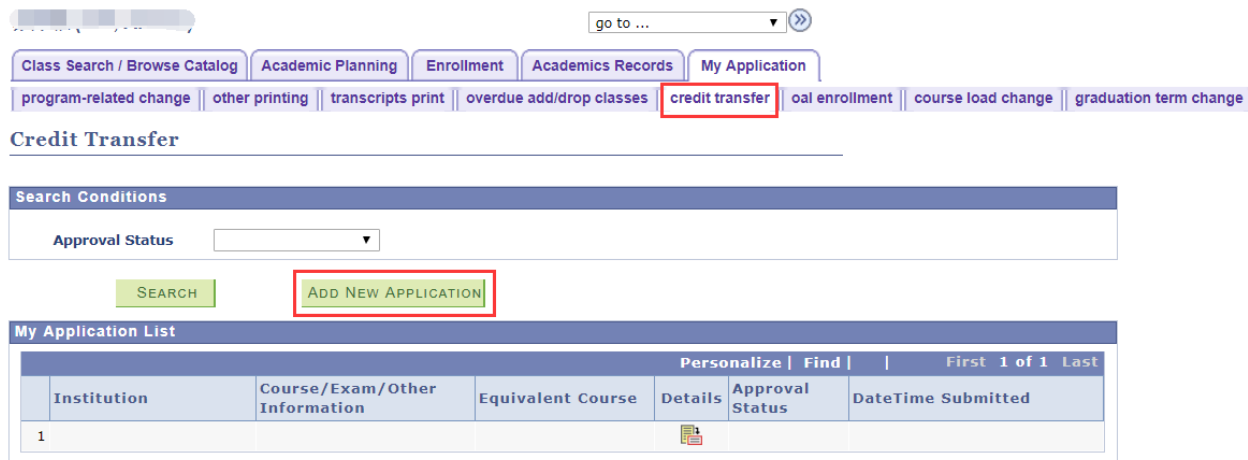 go to ...
Class Search / Browse Catalog Academic Planning Enrollment Academics Records My Application
program-related change other printing transcripts print overdue add/drop classes credit transfer oal enrollment course load change graduation term change
Credit Transfer
Search Conditions
Approval Status
SEARCH ADD NEW APPLICATION
My Application List
Personalize | Find | | First 1 of 1 Last
Institution Course/Exam/Other Information Equivalent Course Details Approval Status DateTime Submitted
1